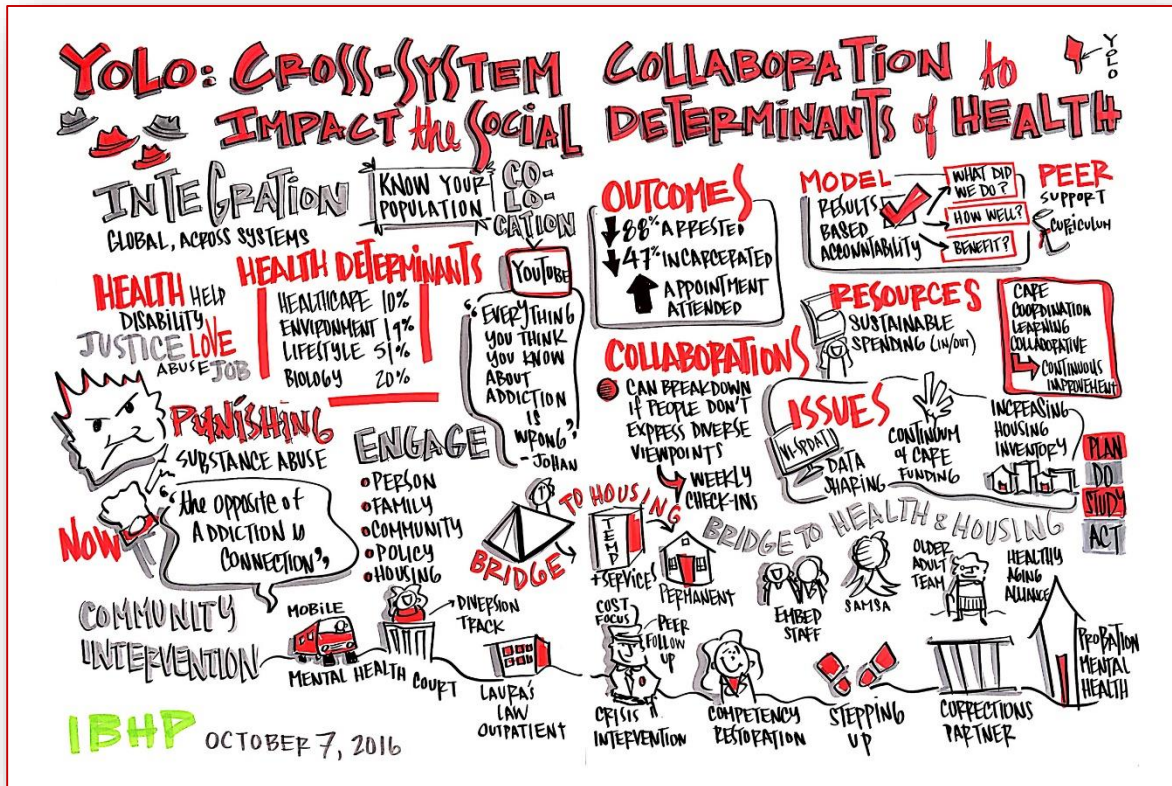 YOLO: CROSS-SYSTEM COLLABORATION to
IMPACT the SOCIAL DETERMINANTS of HEALTH
YOLO
INTEGRATION
GLOBAL, ACROSS SYSTEMS
KNOW YOUR
POPULATION
CO-
LO-
CATION
HEALTH HELP
DISABILITY
JUSTICE LOVE
ABUSE JOB
HEALTH DETERMINANTS
HEALTHCARE 10%
ENVIRONMENT 19%
LIFESTYLE 51%
BIOLOGY 20%
YOUTUBE
"EVERYTHING
YOU THINK
YOU KNOW
ABOUT
ADDICTION
IS
WRONG"
- JOHAN
PUNISHING
SUBSTANCE ABUSE
NOW
"the OPPOSITE OF
ADDICTION is
CONNECTION"
ENGAGE
PERSON
FAMILY
COMMUNITY
POLICY
HOUSING
COMMUNITY
INTERVENTION
MOBILE
MENTAL HEALTH COURT
DIVERSION
TRACK
LAURA'S
LAW
OUTPATIENT
BRIDGE
TO HOUSING
TEMP
+SERVICES
PERMANENT
OUTCOMES
88% ARRESTED
47% INCARCERATED
APPOINTMENT
ATTENDED
MODEL
RESULTS
BASED
ACCOUNTABILITY
WHAT DID
WE DO?
HOW WELL?
BENEFIT?
PEER
SUPPORT
CURICULUM
COLLABORATIONS
CAN BREAKDOWN
IF PEOPLE DON'T
EXPRESS DIVERSE
VIEWPOINTS
WEEKLY
CHECK-INS
RESOURCES
SUSTAINABLE
SPENDING (IN/OUT)
CARE
COORDINATION
LEARNING
COLLABORATIVE
CONTINUOUS
IMPROVEMENT
ISSUES
VI-SPDAT
DATA
SHARING
CONTINUUM
of CARE
FUNDING
INCREASING
HOUSING
INVENTORY
PLAN
DO
STUDY
ACT
BRIDGE TO HEALTH & HOUSING
EMBED
STAFF
SAMSA
OLDER
ADULT
TEAM
HEALTHY
AGING
ALLIANCE
COST
FOCUS
PEER
FOLLOW
UP
CRISIS
INTERVENTION
COMPETENCY
RESTORATION
STEPPING
UP
CORRECTIONS
PARTNER
PROBATION
MENTAL
HEALTH
IBHP OCTOBER 7, 2016